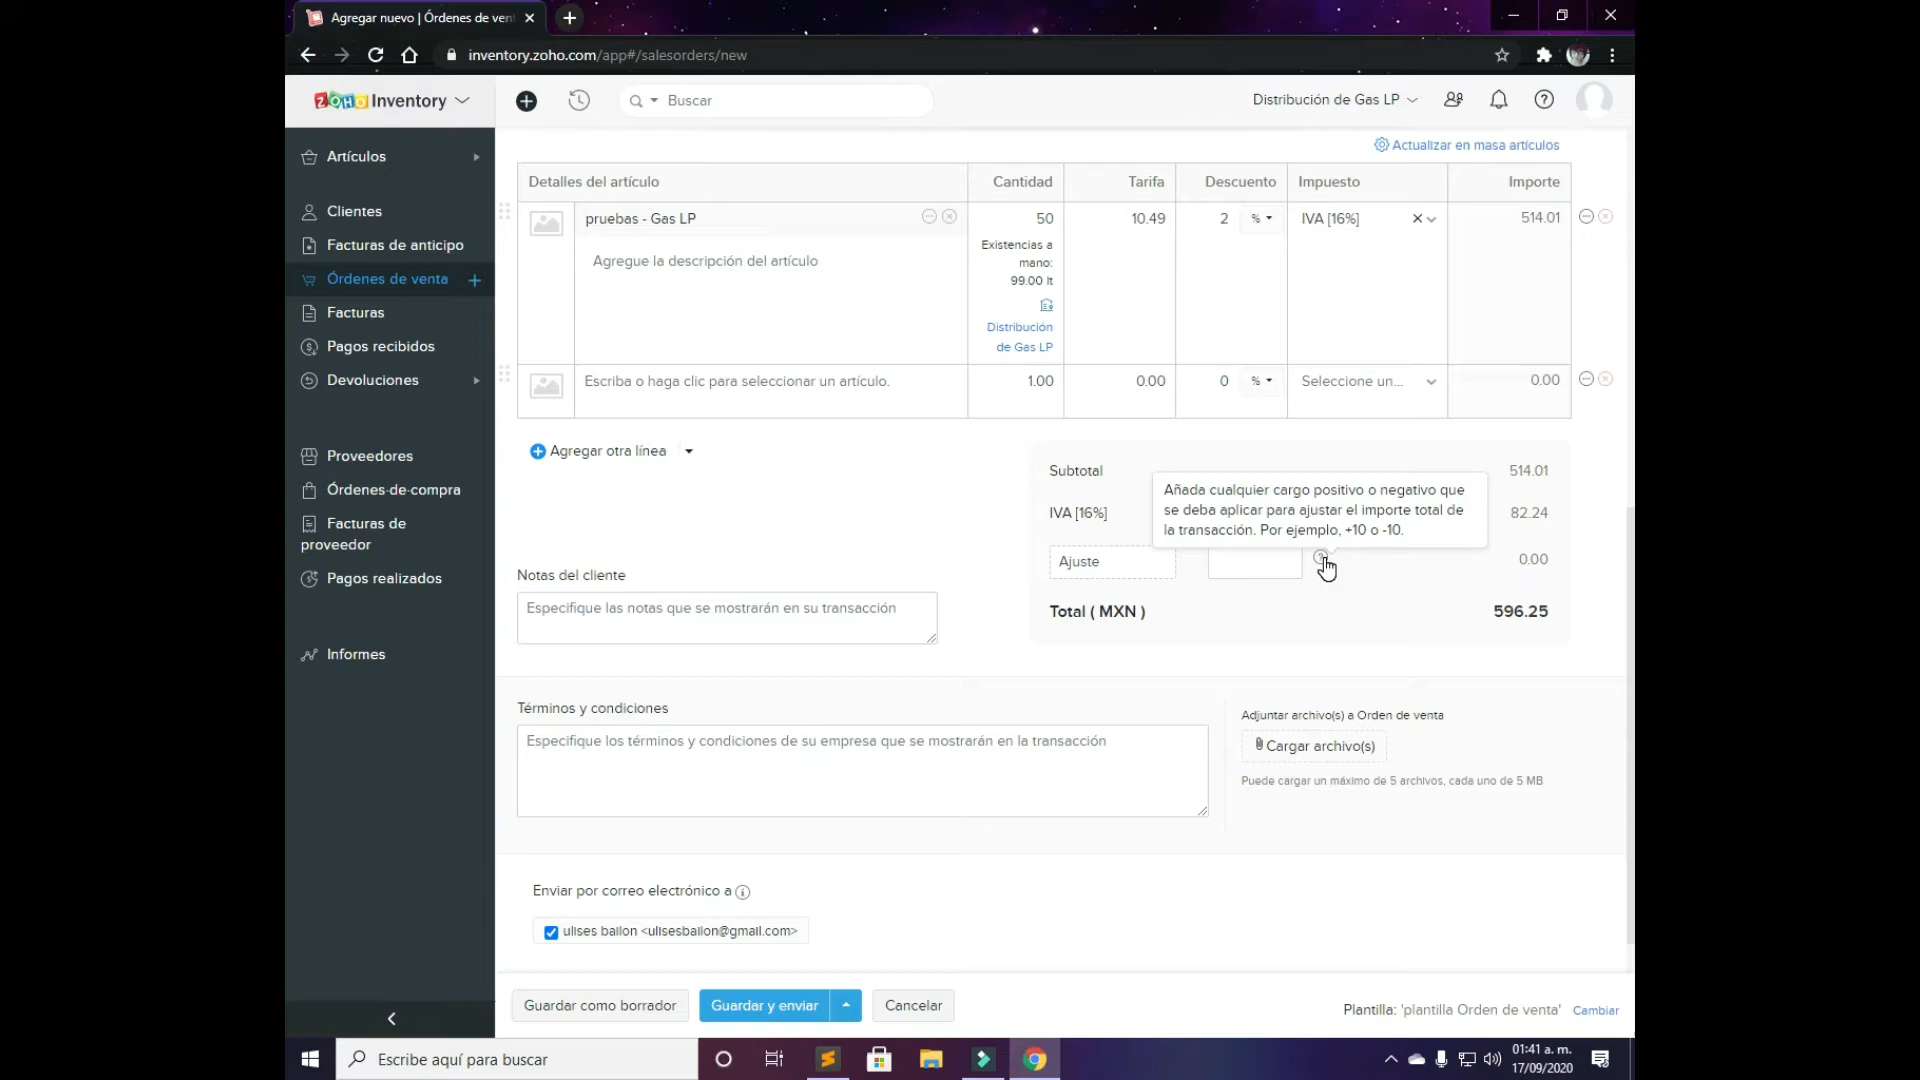 Agregar nuevo | Órdenes de ven
inventory.zoho.com/app#/salesorders/new
ZOHO Inventory
Buscar
Distribución de Gas LP
Artículos
Clientes
Facturas de anticipo
Órdenes de venta
Facturas
Pagos recibidos
Devoluciones
Proveedores
Órdenes de compra
Facturas de
proveedor
Pagos realizados
Informes
Actualizar en masa artículos
Detalles del artículo Cantidad Tarifa Descuento Impuesto Importe
pruebas - Gas LP 50 10.49 2 % IVA [16%] 514.01
Agregue la descripción del artículo
Existencias a
mano:
99.00 lt
Distribución
de Gas LP
Escriba o haga clic para seleccionar un artículo. 1.00 0.00 0 % Seleccione un... 0.00
Agregar otra línea
Subtotal 514.01
Añada cualquier cargo positivo o negativo que
se deba aplicar para ajustar el importe total de
la transacción. Por ejemplo, +10 o -10.
IVA [16%] 82.24
Ajuste 0.00
Total ( MXN ) 596.25
Notas del cliente
Especifique las notas que se mostrarán en su transacción
Términos y condiciones
Especifique los términos y condiciones de su empresa que se mostrarán en la transacción
Adjuntar archivo(s) a Orden de venta
Cargar archivo(s)
Puede cargar un máximo de 5 archivos, cada uno de 5 MB
Enviar por correo electrónico a
ulises bailon <ulisesbailon@gmail.com>
Guardar como borrador Guardar y enviar Cancelar
Plantilla: 'plantilla Orden de venta' Cambiar
Escribe aquí para buscar
01:41 a. m.
17/09/2020